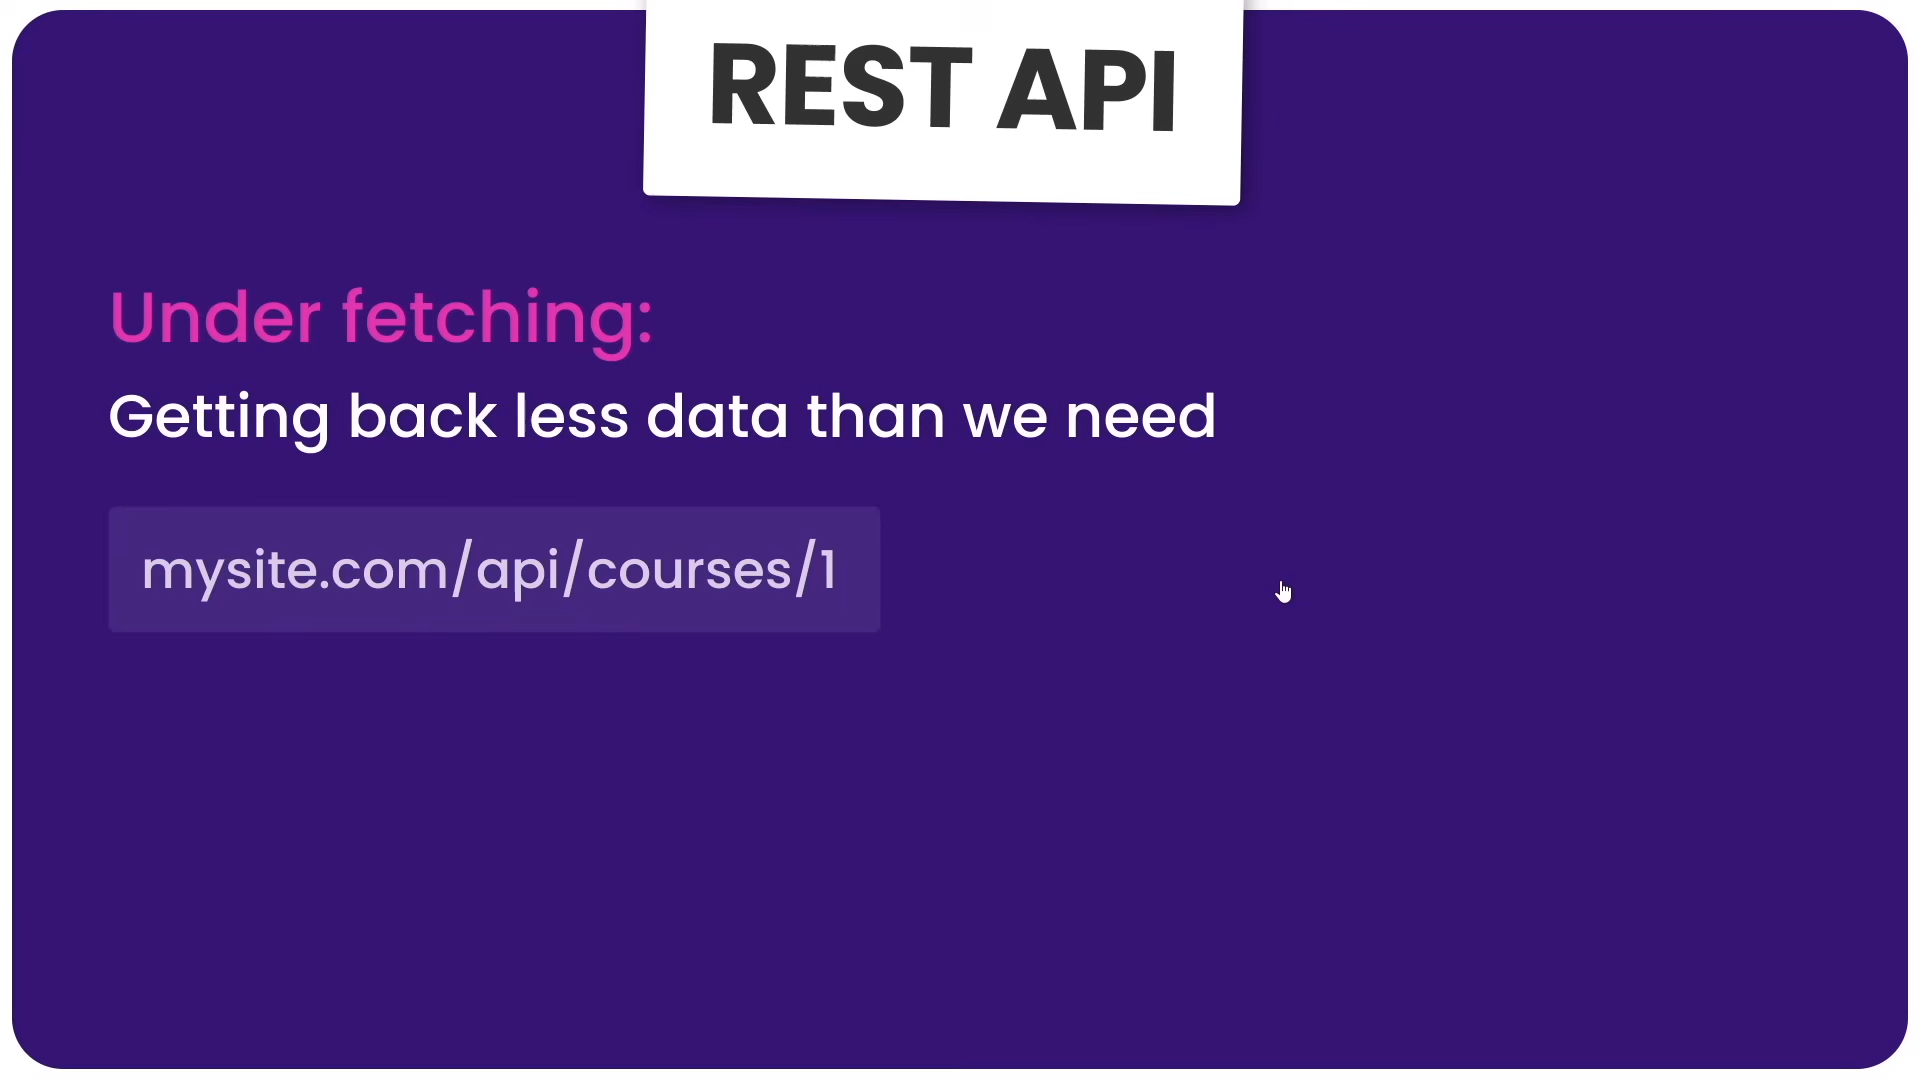 REST API
Under fetching:
Getting back less data than we need
mysite.com/api/courses/1